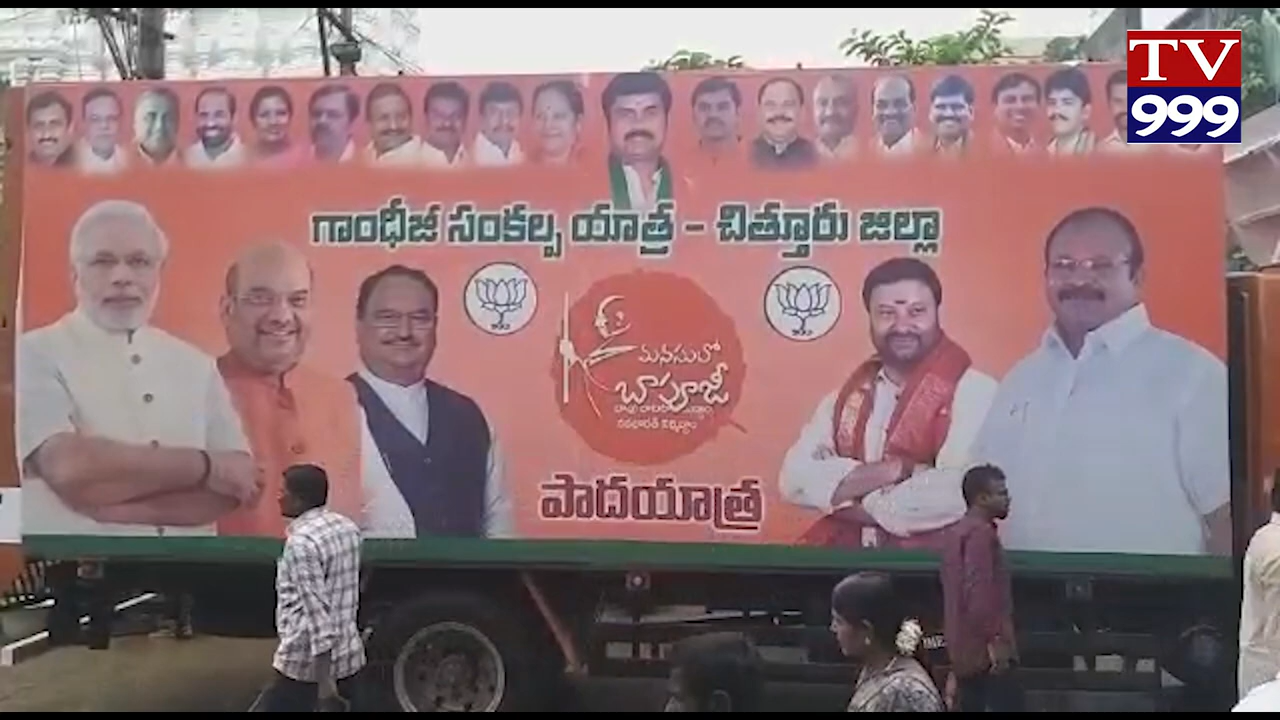 TV
999
గాంధీజీ సంకల్ప యాత్ర - చిత్తూరు జిల్లా
మనసులో
బాపూజీ
పాదయాత్ర